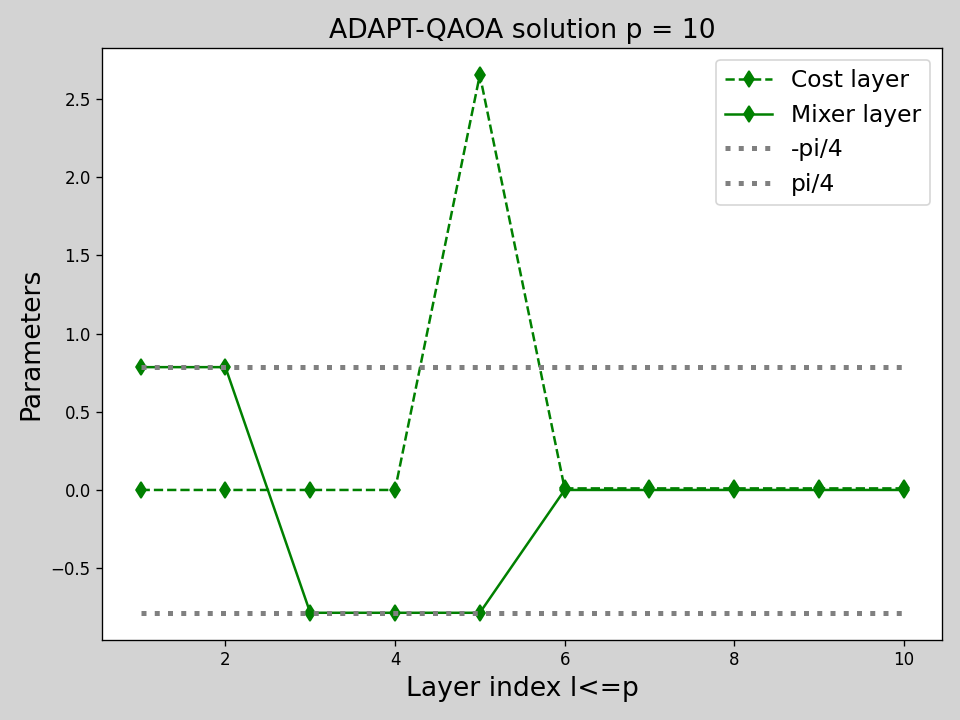 ADAPT-QAOA solution p = 10
Cost layer
Mixer layer
-pi/4
pi/4
Parameters
2.5
2.0
1.5
1.0
0.5
0.0
−0.5
2 4 6 8 10
Layer index l<=p